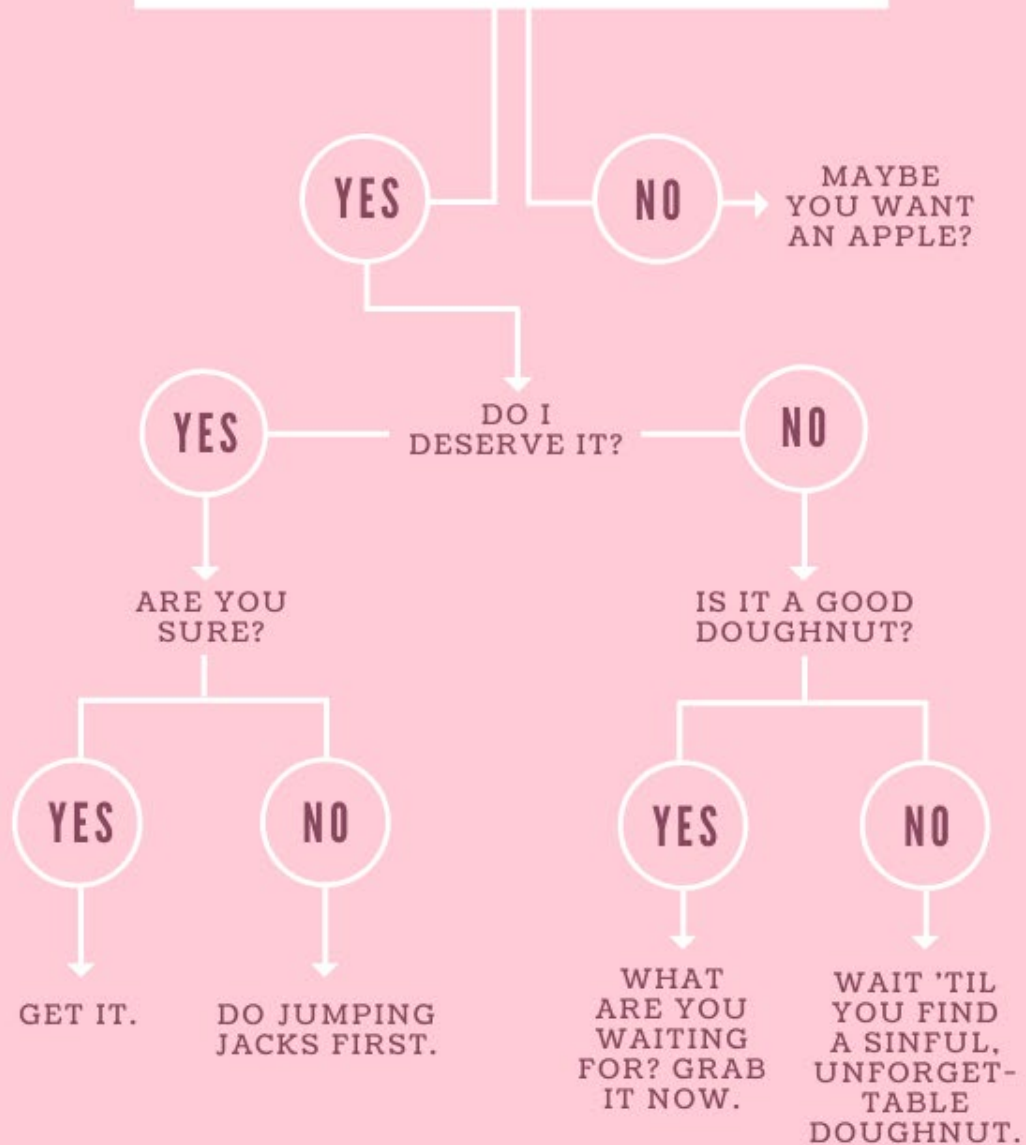 YES
NO
MAYBE
YOU WANT
AN APPLE?
DO I
DESERVE IT?
YES
NO
ARE YOU
SURE?
IS IT A GOOD
DOUGHNUT?
YES
NO
YES
NO
GET IT.
DO JUMPING
JACKS FIRST.
WHAT
ARE YOU
WAITING
FOR? GRAB
IT NOW.
WAIT 'TIL
YOU FIND
A SINFUL,
UNFORGET-
TABLE
DOUGHNUT.